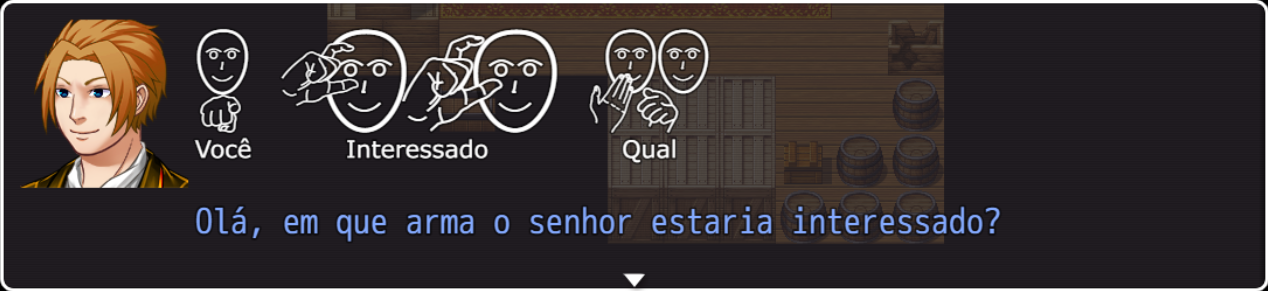 Você Interessado Qual
Olá, em que arma o senhor estaria interessado?